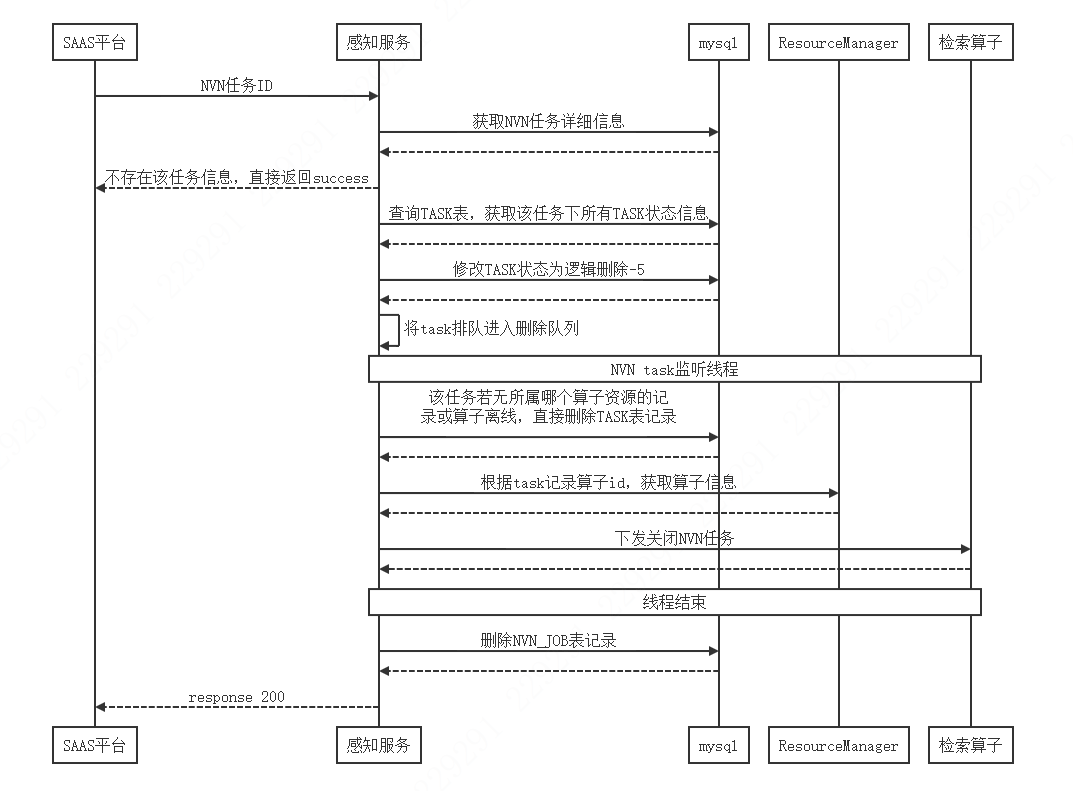 SAAS平台
感知服务
mysql
ResourceManager
检索算子
NVN任务ID
获取NVN任务详细信息
不存在该任务信息，直接返回success
查询TASK表，获取该任务下所有TASK状态信息
修改TASK状态为逻辑删除-5
将task排队进入删除队列
NVN task监听线程
该任务若无所属哪个算子资源的记
录或算子离线，直接删除TASK表记录
根据task记录算子id，获取算子信息
下发关闭NVN任务
线程结束
删除NVN_JOB表记录
response 200
SAAS平台
感知服务
mysql
ResourceManager
检索算子
2292291
2292291
2292291
2292291
2292291
2292291